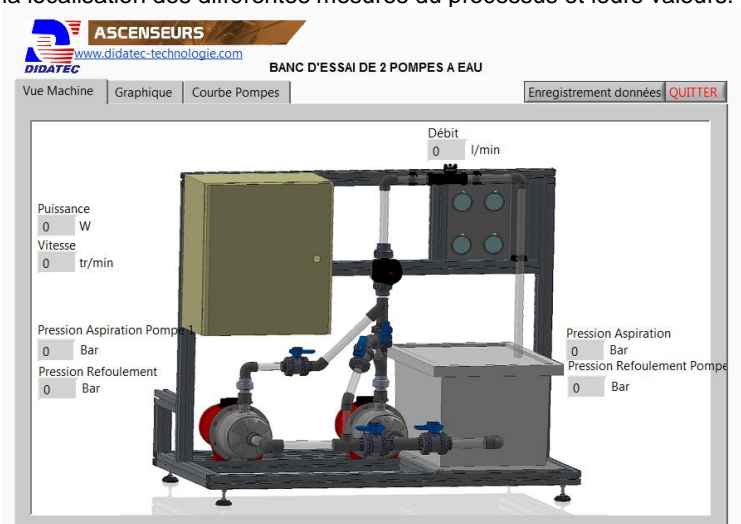 la localisation des différentes mesures du processus et leurs valeurs.
ASCENSEURS
www.didatec-technologie.com
DIDATEC
BANC D'ESSAI DE 2 POMPES A EAU
Vue Machine Graphique Courbe Pompes Enregistrement données QUITTER
Débit
0 l/min
Puissance
0 W
Vitesse
0 tr/min
Pression Aspiration Pompe 1
0 Bar
Pression Refoulement
0 Bar
Pression Aspiration
0 Bar
Pression Refoulement Pompe
0 Bar